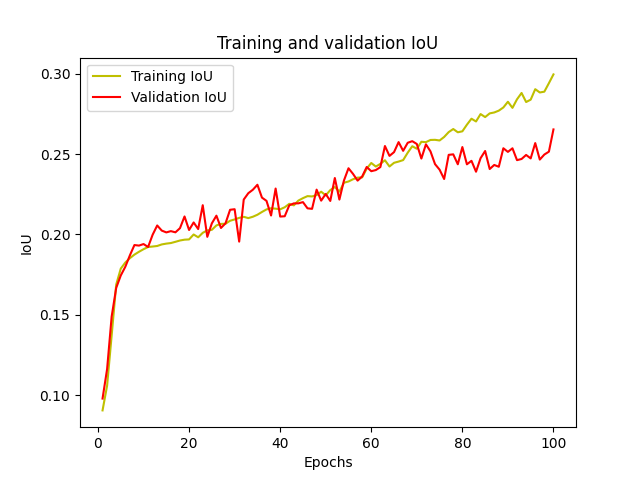 Training and validation IoU
Training IoU
Validation IoU
0.30
0.25
0.20
0.15
0.10
IoU
0
20
40
60
80
100
Epochs